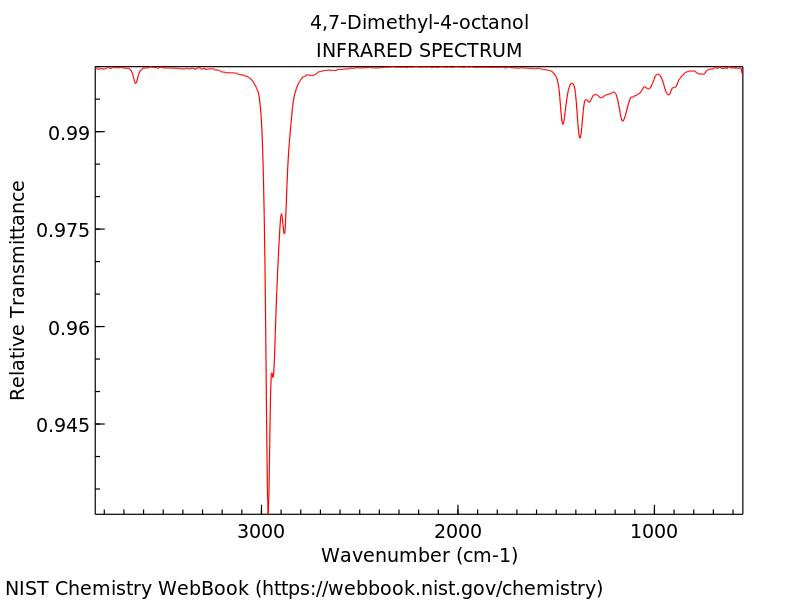 4,7-Dimethyl-4-octanol
INFRARED SPECTRUM
0.99
0.975
0.96
0.945
Relative Transmittance
3000 2000 1000
Wavenumber (cm-1)
NIST Chemistry WebBook (https://webbook.nist.gov/chemistry)